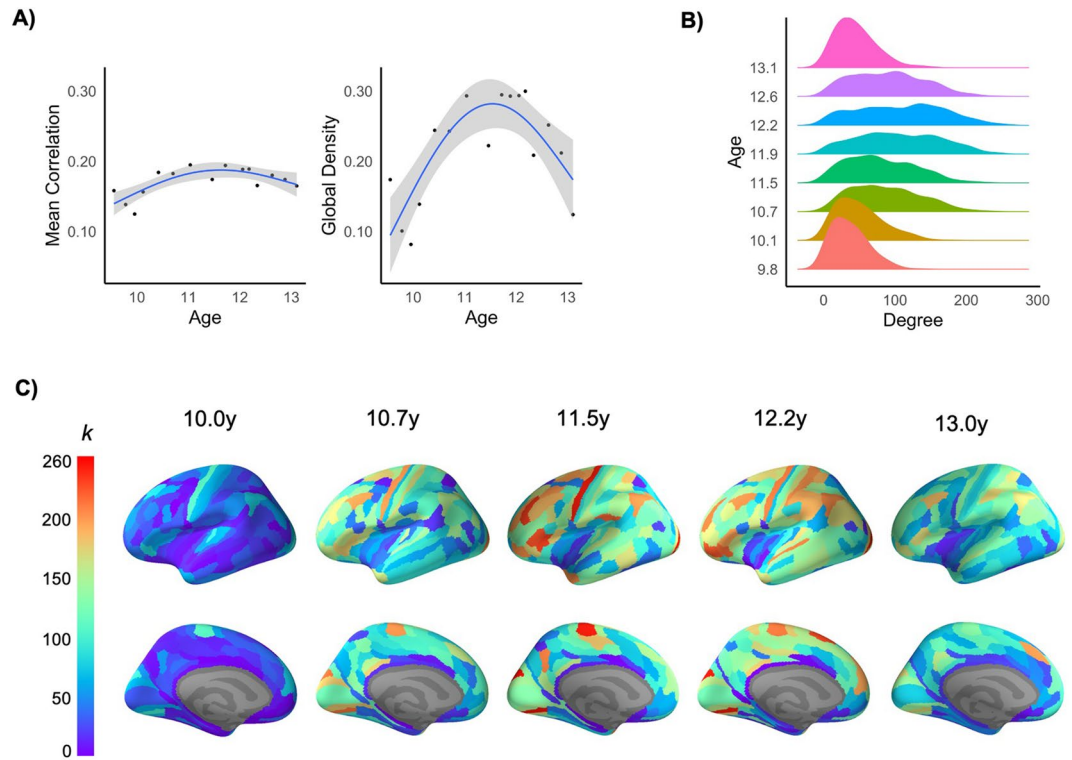 A)
0.30
0.20
0.10
Mean Correlation
10 11 12 13
Age
0.30
0.20
0.10
Global Density
10 11 12 13
Age
B)
13.1
12.6
12.2
11.9
11.5
10.7
10.1
9.8
Age
0 100 200 300
Degree
C)
10.0y 10.7y 11.5y 12.2y 13.0y
k
260
200
150
100
50
0